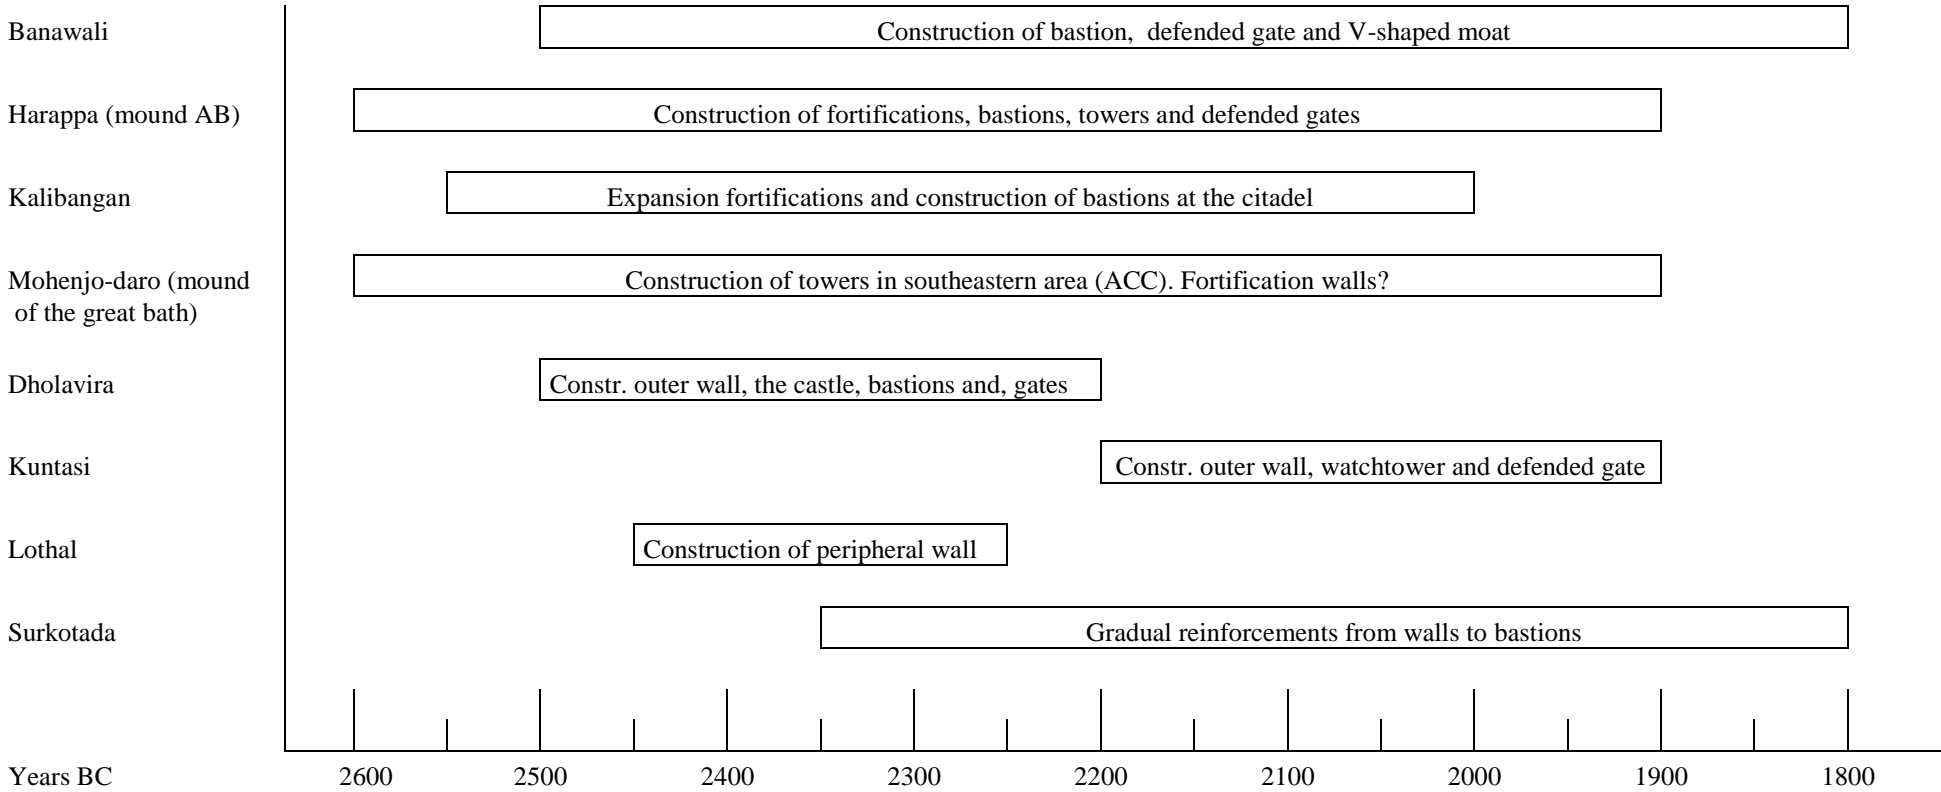 Banawali
Construction of bastion,  defended gate and V-shaped moat
Harappa (mound AB)
Construction of fortifications, bastions, towers and defended gates
Kalibangan
Expansion fortifications and construction of bastions at the citadel
Mohenjo-daro (mound
of the great bath)
Construction of towers in southeastern area (ACC). Fortification walls?
Dholavira
Constr. outer wall, the castle, bastions and, gates
Kuntasi
Constr. outer wall, watchtower and defended gate
Lothal
Construction of peripheral wall
Surkotada
Gradual reinforcements from walls to bastions
Years BC
2600 2500 2400 2300 2200 2100 2000 1900 1800